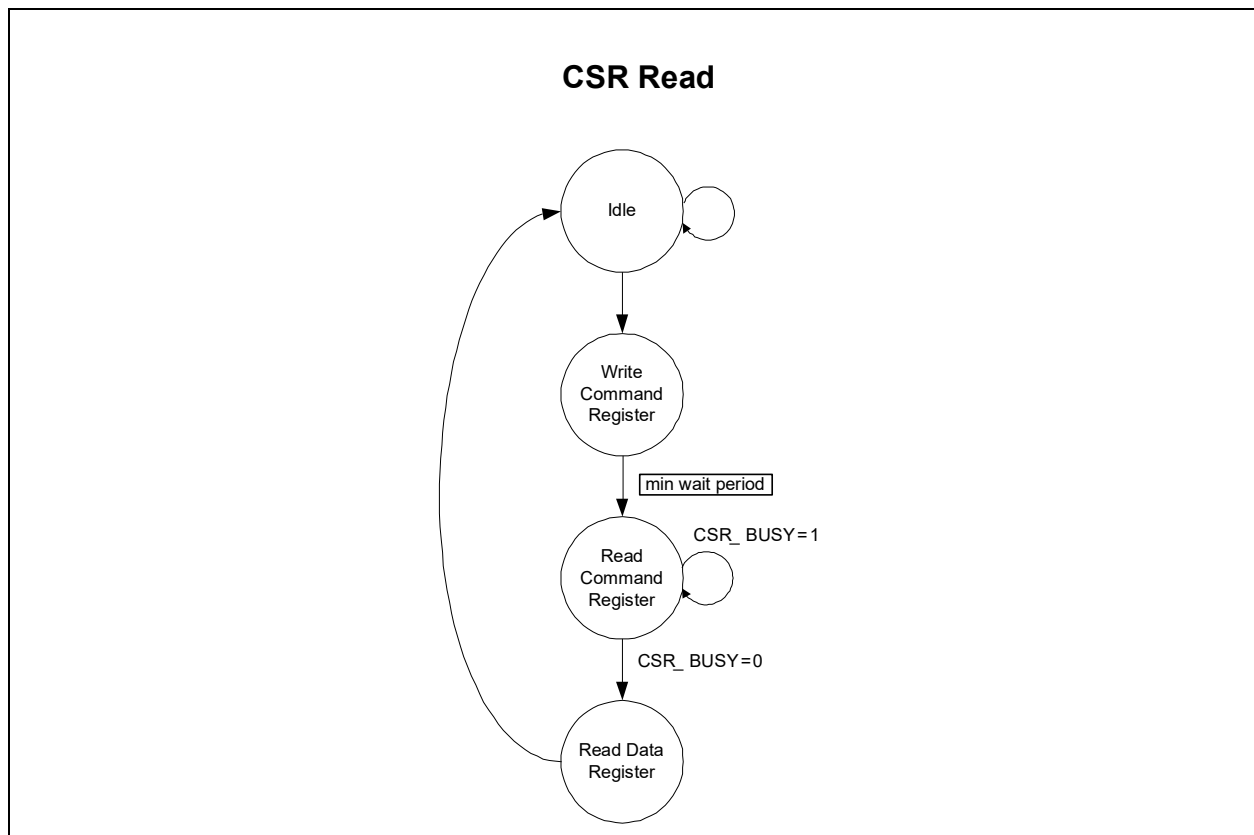 CSR Read
Idle
Write
Command
Register
min wait period
Read
Command
Register
CSR_ BUSY=1
CSR_ BUSY=0
Read Data
Register